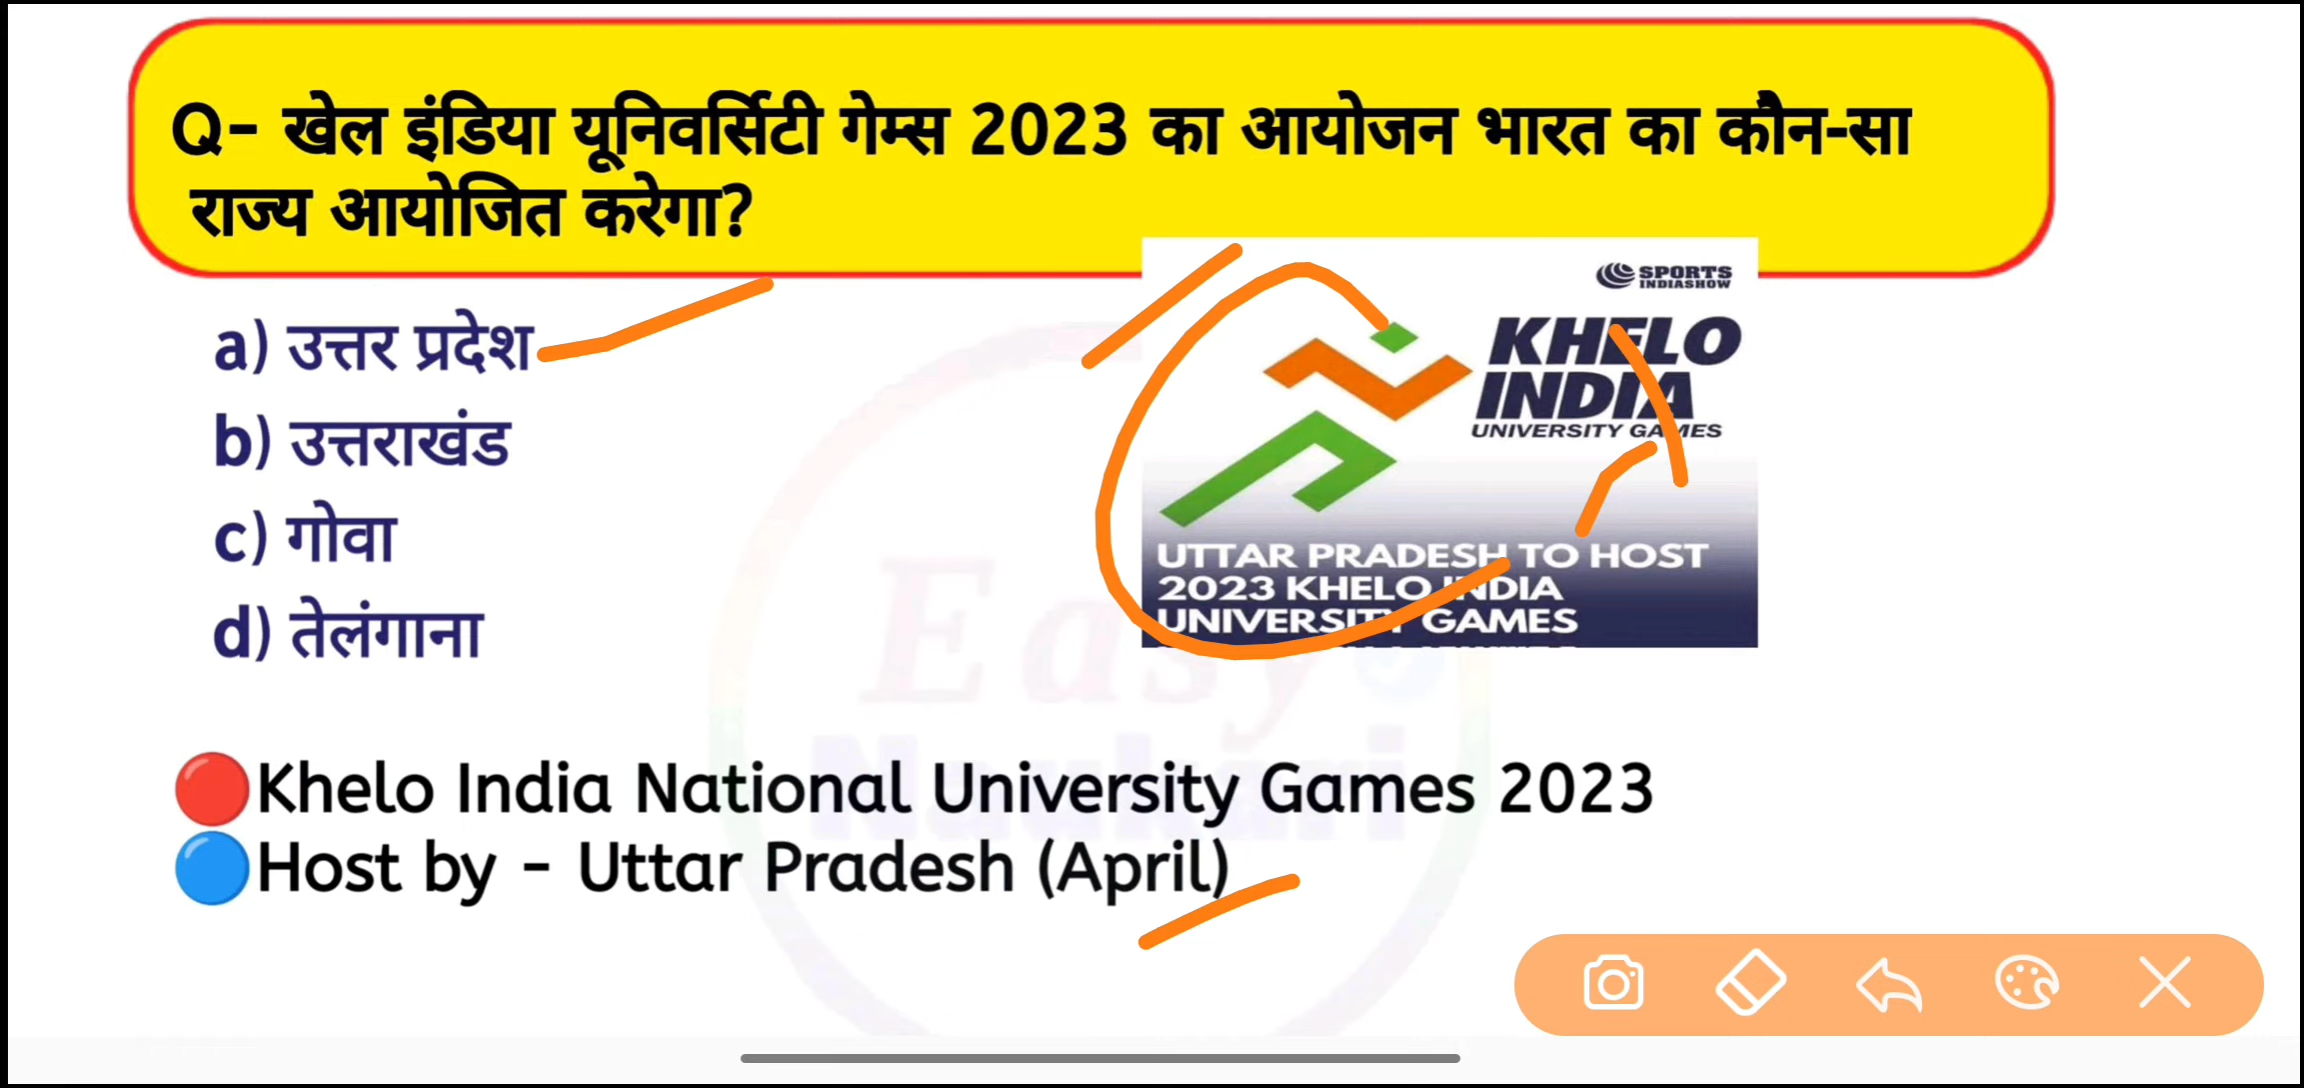 Q- खेल इंडिया यूनिवर्सिटी गेम्स 2023 का आयोजन भारत का कौन-सा
राज्य आयोजित करेगा?
a) उत्तर प्रदेश
b) उत्तराखंड
c) गोवा
d) तेलंगाना
SPORTS
INDIASHOW
KHELO
INDIA
UNIVERSITY GAMES
UTTAR PRADESH TO HOST
2023 KHELO INDIA
UNIVERSITY GAMES
Easy
Naukari
🔴Khelo India National University Games 2023
🔵Host by - Uttar Pradesh (April)